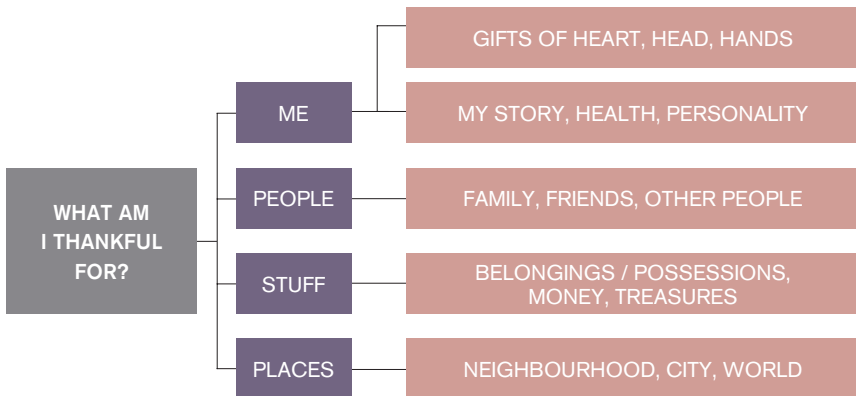 WHAT AM
I THANKFUL
FOR?
ME
GIFTS OF HEART, HEAD, HANDS
MY STORY, HEALTH, PERSONALITY
PEOPLE
FAMILY, FRIENDS, OTHER PEOPLE
STUFF
BELONGINGS / POSSESSIONS,
MONEY, TREASURES
PLACES
NEIGHBOURHOOD, CITY, WORLD